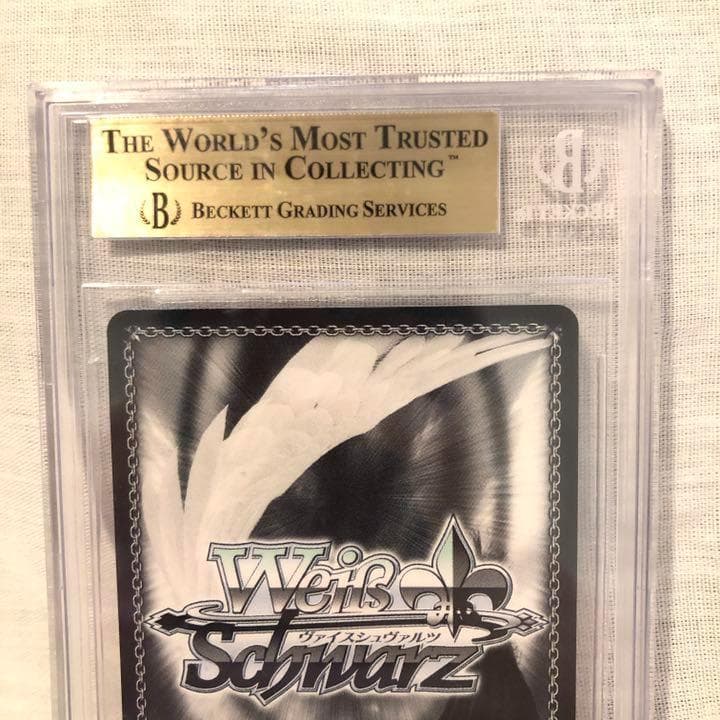 THE WORLD'S MOST TRUSTED
SOURCE IN COLLECTING™
B BECKETT GRADING SERVICES
B
BECKETT
Weiß
ヴァイスシュヴァルツ
Schwarz